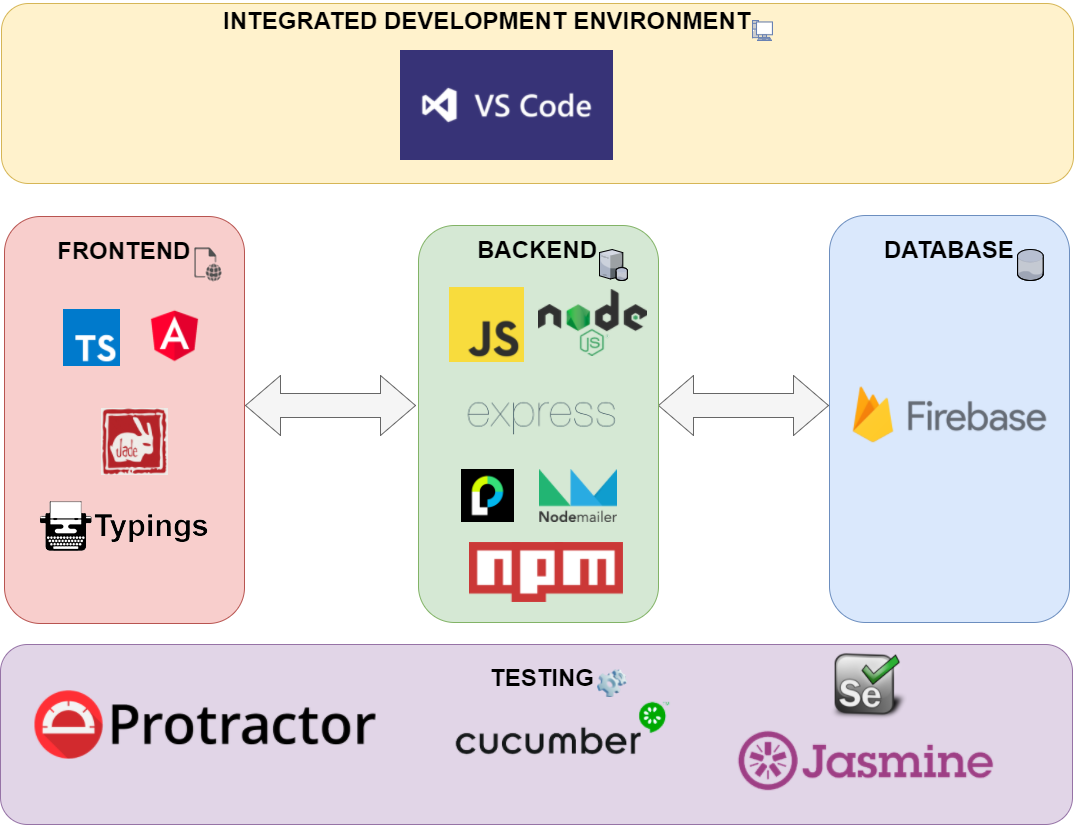 INTEGRATED DEVELOPMENT ENVIRONMENT
VS Code
FRONTEND
TS A
Jade
Typings
BACKEND
JS node
JS
express
Nodemailer
npm
DATABASE
Firebase
TESTING
Protractor
cucumber
TM
Se
Jasmine